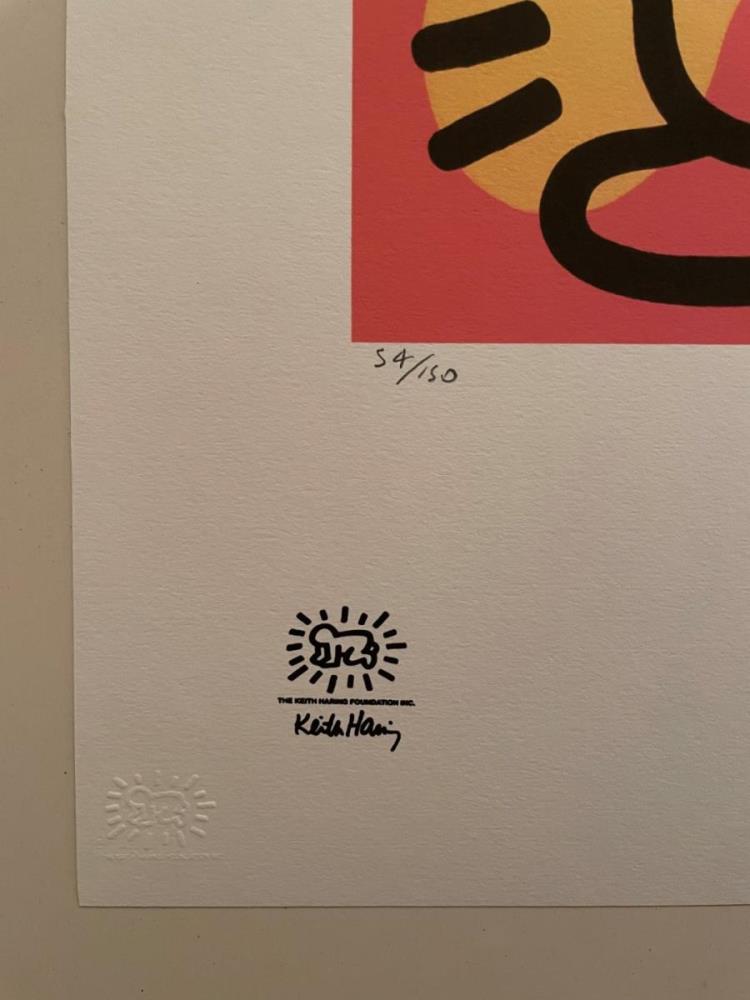 54/150
THE KEITH HARING FOUNDATION INC.
Keith Haring